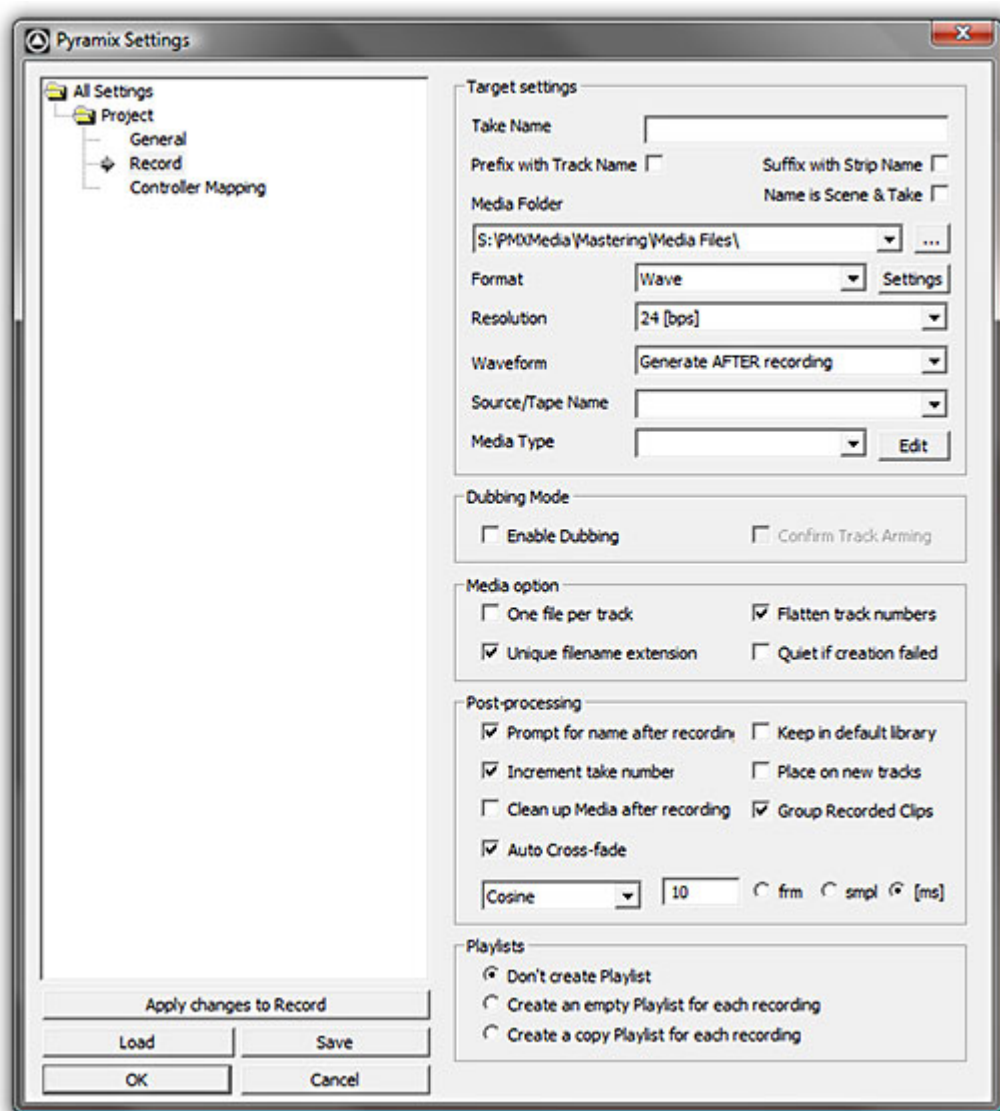 Pyramix Settings
All Settings
Project
General
Record
Controller Mapping
Apply changes to Record
Load Save
OK Cancel
Target settings
Take Name
Prefix with Track Name Suffix with Strip Name
Name is Scene & Take
Media Folder
S:\PMXMedia\Mastering\Media Files\ ...
Format Wave Settings
Resolution 24 [bps]
Waveform Generate AFTER recording
Source/Tape Name
Media Type Edit
Dubbing Mode
Enable Dubbing Confirm Track Arming
Media option
One file per track Flatten track numbers
Unique filename extension Quiet if creation failed
Post-processing
Prompt for name after recordin Keep in default library
Increment take number Place on new tracks
Clean up Media after recording Group Recorded Clips
Auto Cross-fade
Cosine 10 frm smpl [ms]
Playlists
Don't create Playlist
Create an empty Playlist for each recording
Create a copy Playlist for each recording